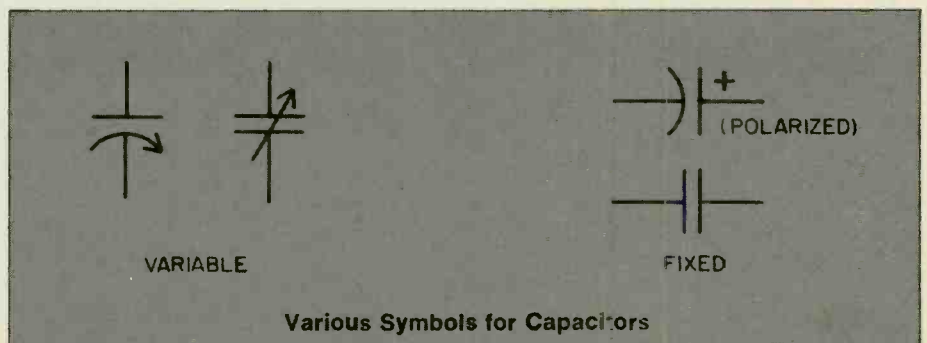 +
(POLARIZED)
VARIABLE
FIXED
Various Symbols for Capacitors